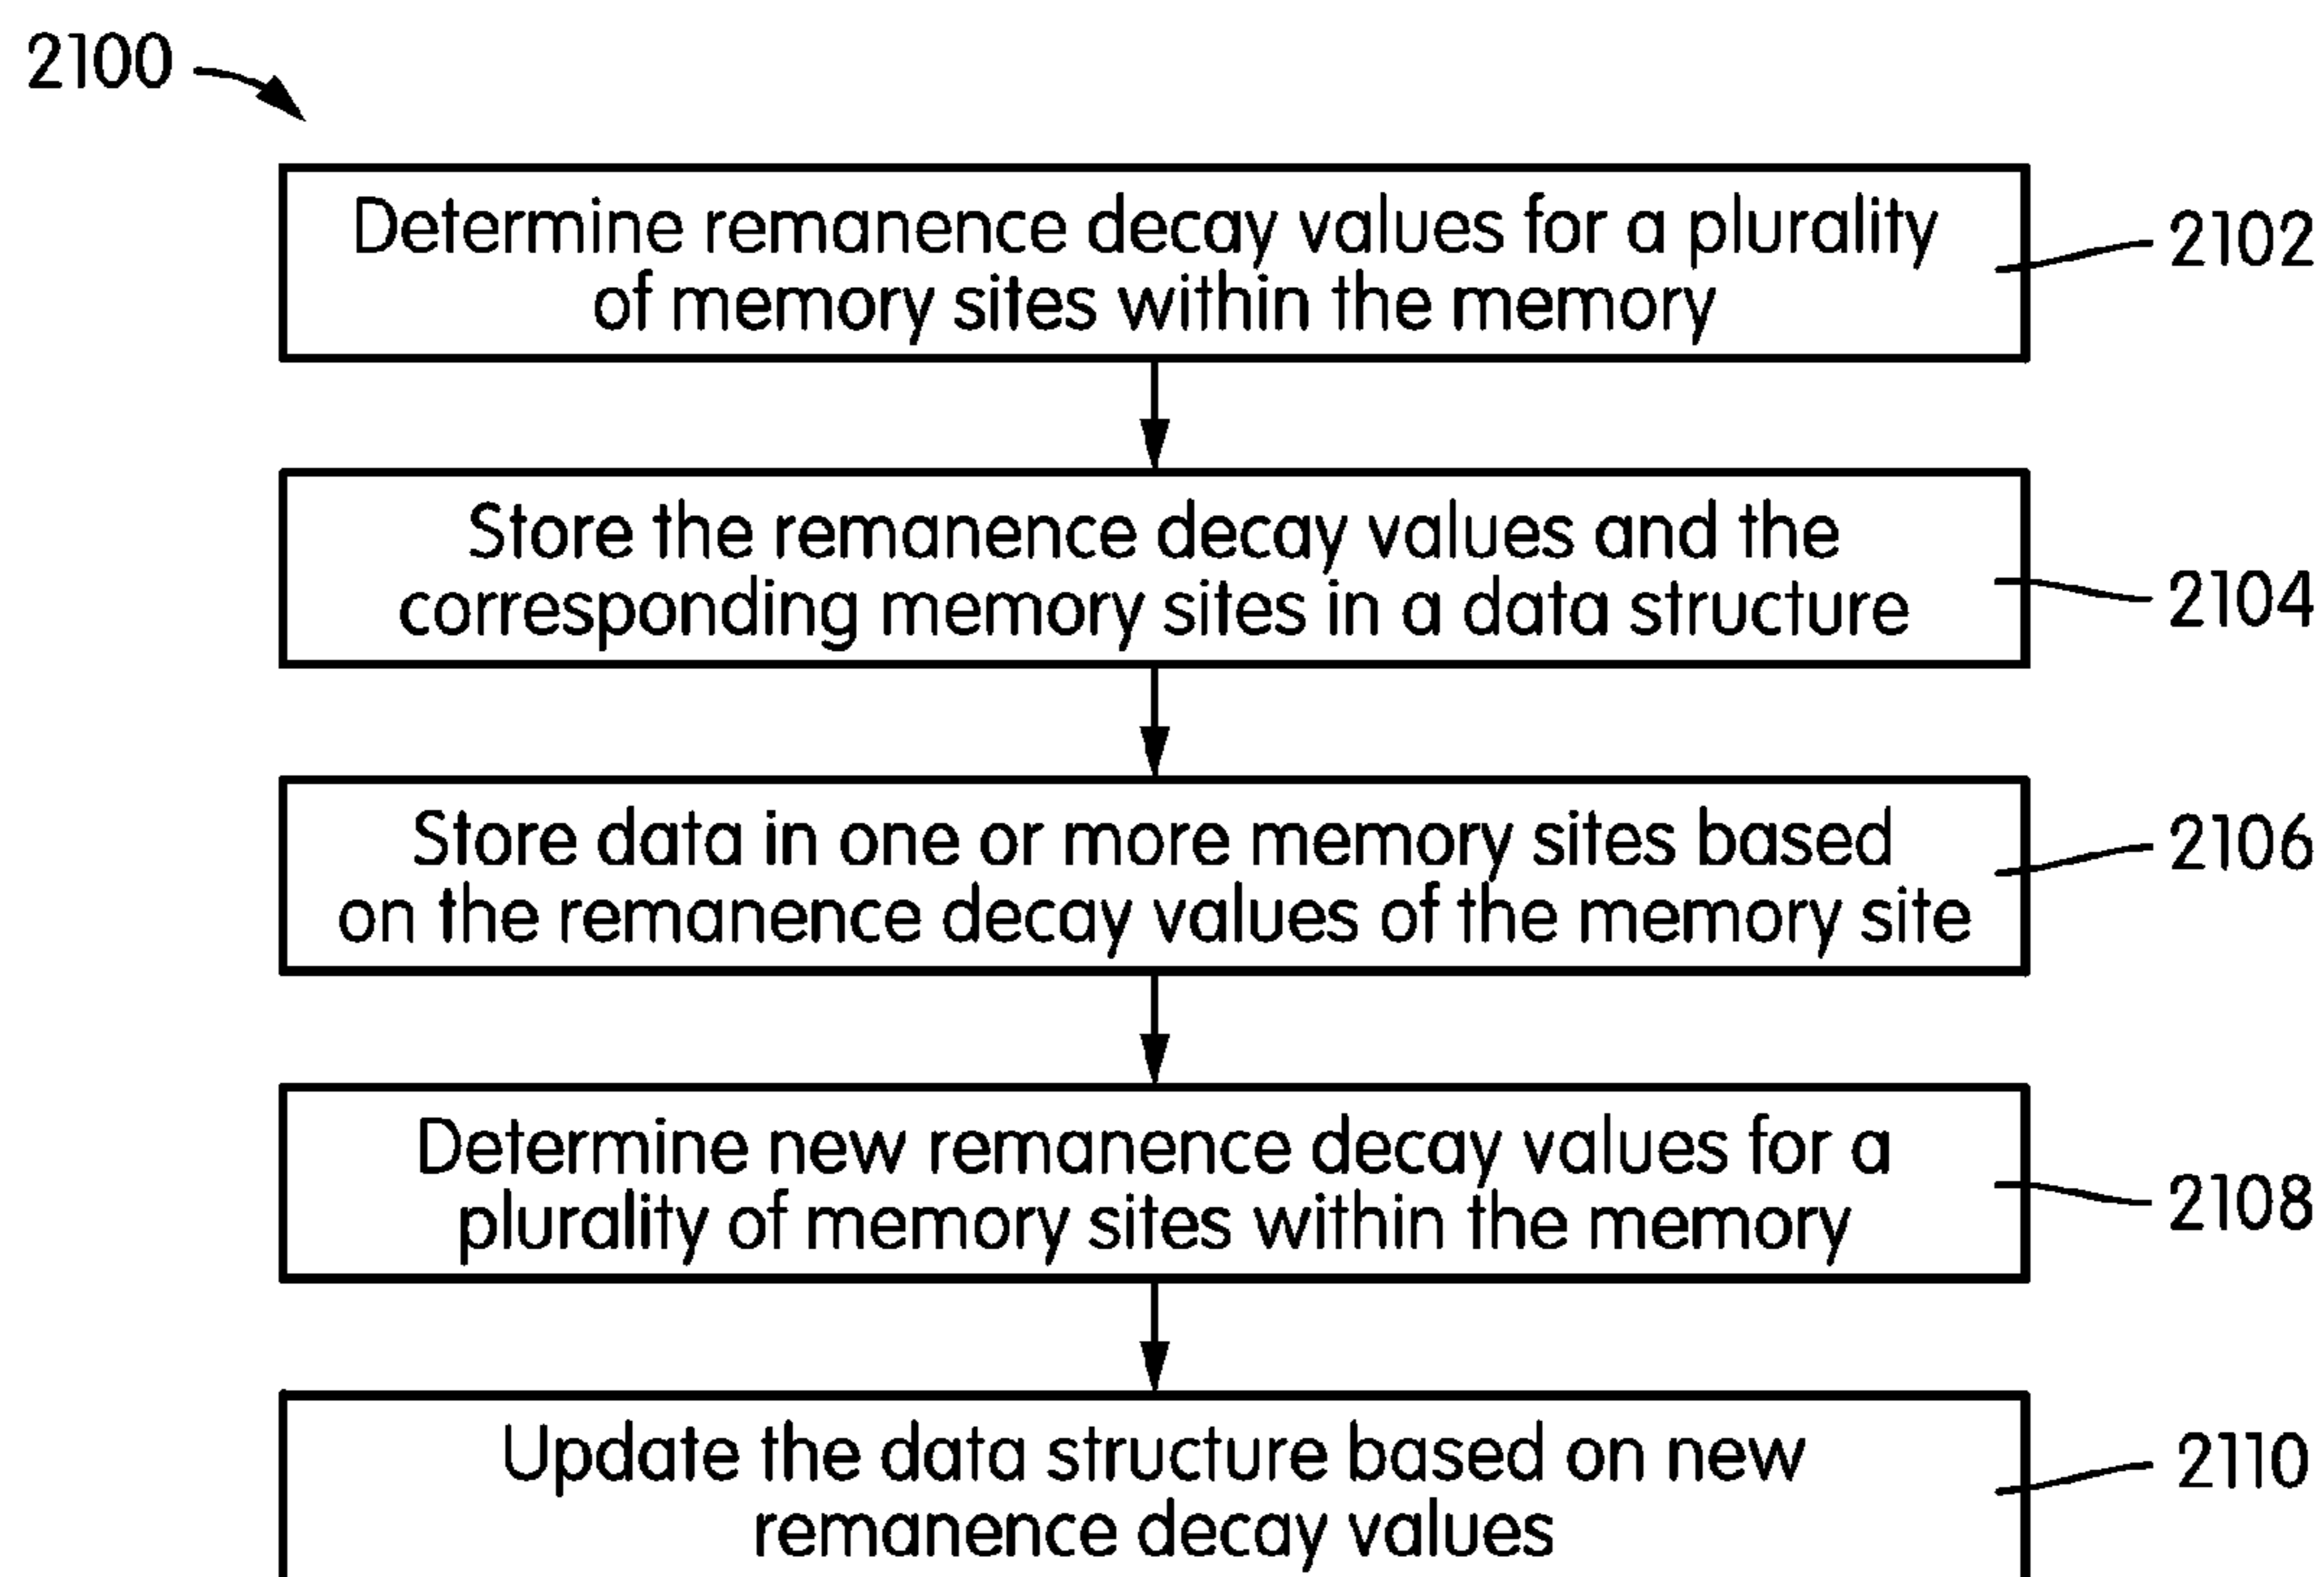 2100
Determine remanence decay values for a plurality
of memory sites within the memory
2102
Store the remanence decay values and the
corresponding memory sites in a data structure
2104
Store data in one or more memory sites based
on the remanence decay values of the memory site
2106
Determine new remanence decay values for a
plurality of memory sites within the memory
2108
Update the data structure based on new
remanence decay values
2110